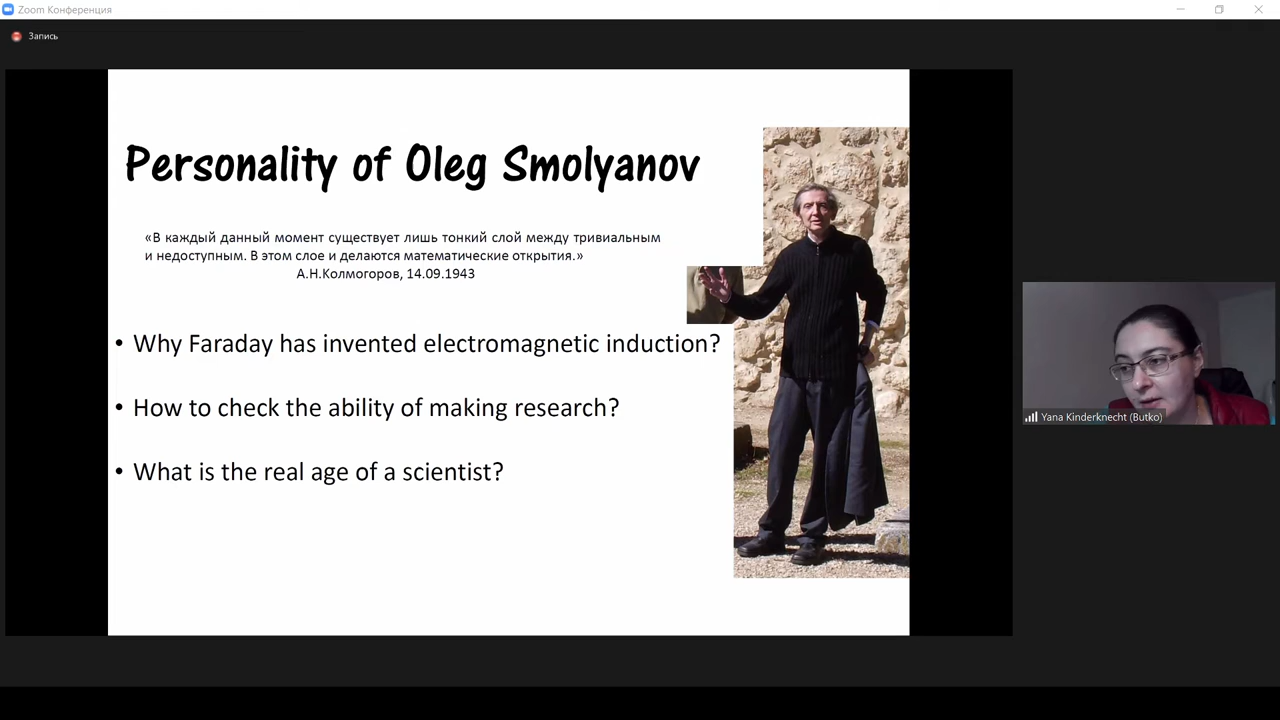 Zoom Конференция
Запись
Personality of Oleg Smolyanov
«В каждый данный момент существует лишь тонкий слой между тривиальным
и недоступным. В этом слое и делаются математические открытия.»
А.Н.Колмогоров, 14.09.1943
• Why Faraday has invented electromagnetic induction?
• How to check the ability of making research?
• What is the real age of a scientist?
Yana Kinderknecht (Butko)